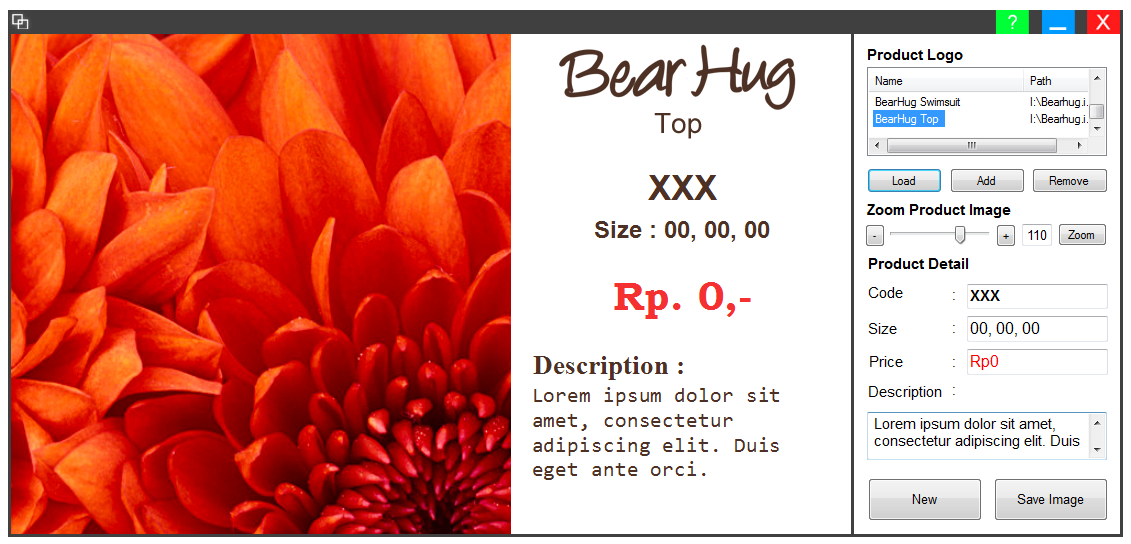 ?
X
Bear Hug
Top
XXX
Size : 00, 00, 00
Rp. 0,-
Description :
Lorem ipsum dolor sit
amet, consectetur
adipiscing elit. Duis
eget ante orci.
Product Logo
Name Path
BearHug Swimsuit I:\Bearhug.i..
BearHug Top I:\Bearhug.i..
Load Add Remove
Zoom Product Image
- + 110 Zoom
Product Detail
Code : XXX
Size : 00, 00, 00
Price : Rp0
Description :
Lorem ipsum dolor sit amet,
consectetur adipiscing elit. Duis
New Save Image